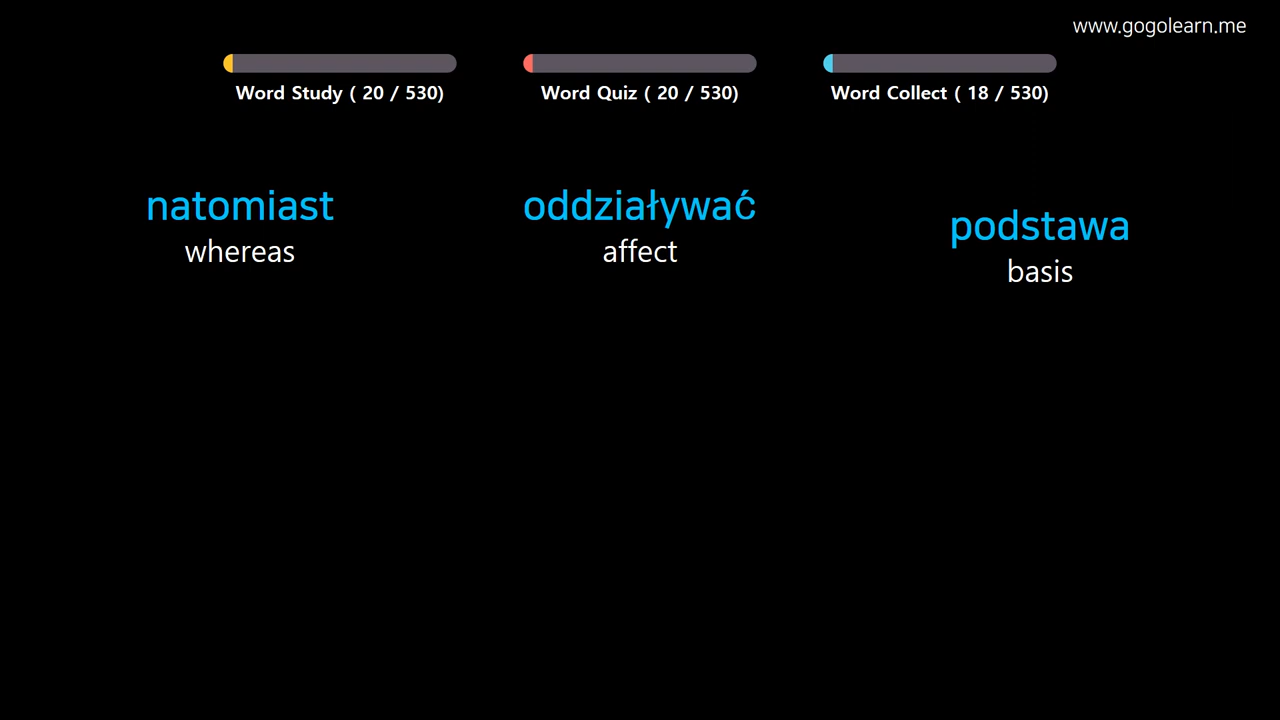 www.gogolearn.me
Word Study ( 20 / 530)
Word Quiz ( 20 / 530)
Word Collect ( 18 / 530)
natomiast
whereas
oddziaływać
affect
podstawa
basis